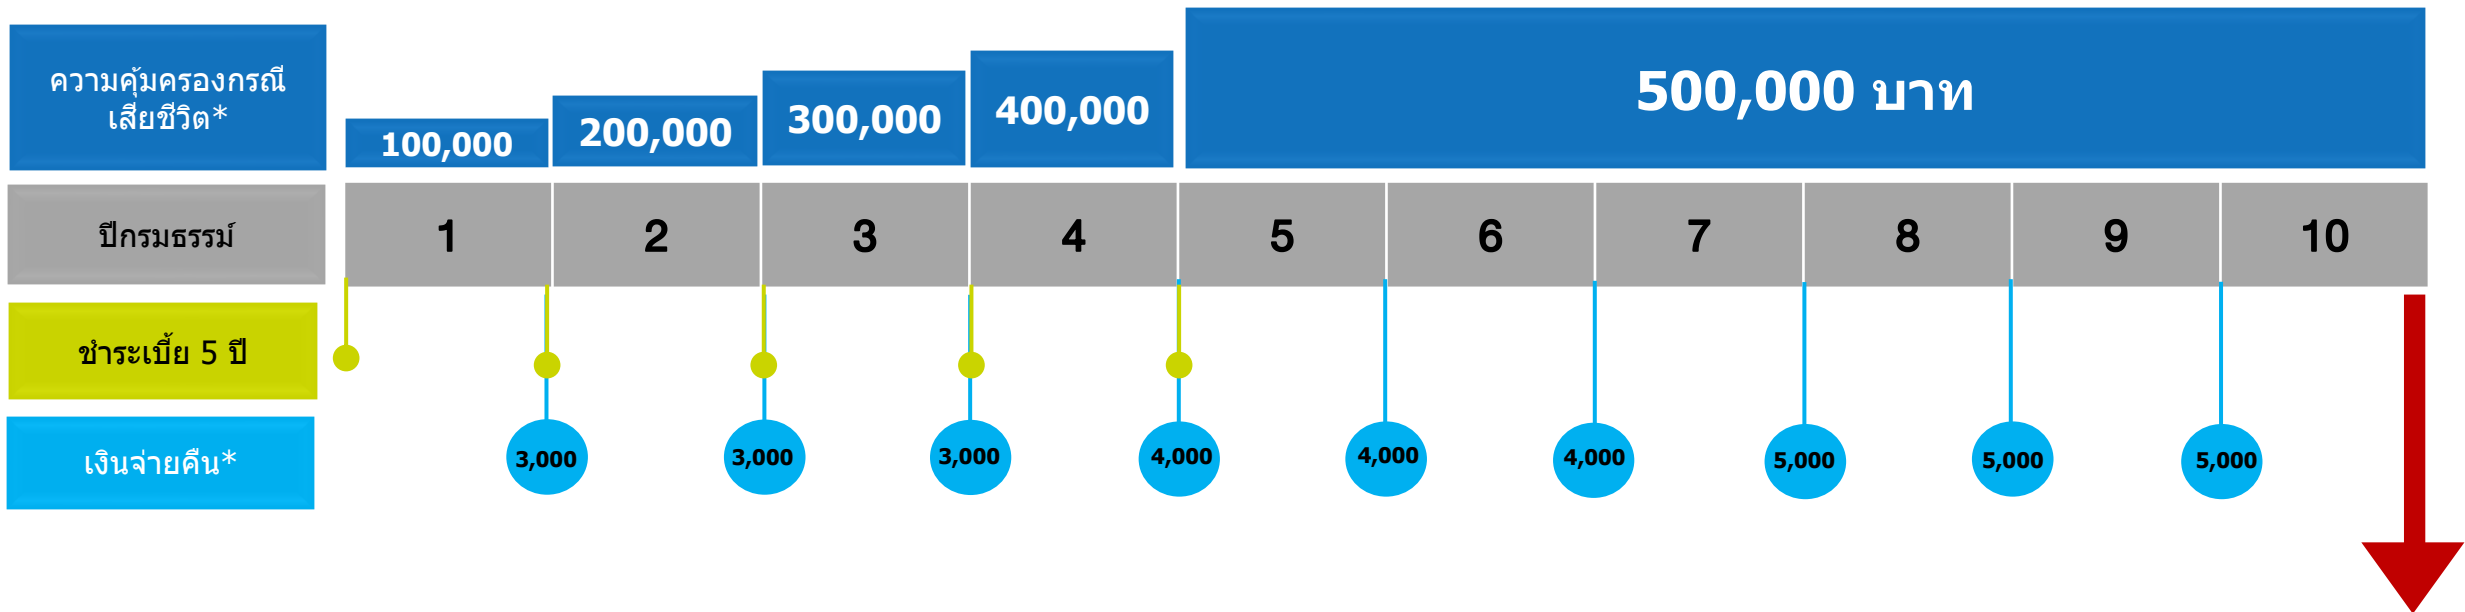 ความคุ้มครองกรณี
เสียชีวิต*
100,000
200,000
300,000
400,000
500,000 บาท
ปีกรมธรรม์
1 2 3 4 5 6 7 8 9 10
ชำระเบี้ย 5 ปี
เงินจ่ายคืน*
3,000 3,000 3,000 4,000 4,000 4,000 5,000 5,000 5,000